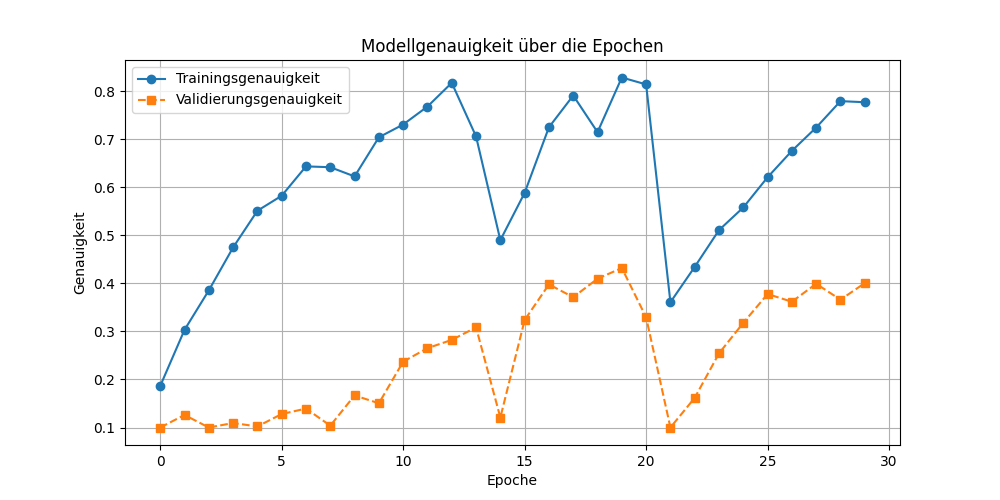 Modellgenauigkeit über die Epochen
Trainingsgenauigkeit
Validierungsgenauigkeit
Genauigkeit
0.8
0.7
0.6
0.5
0.4
0.3
0.2
0.1
0 5 10 15 20 25 30
Epoche